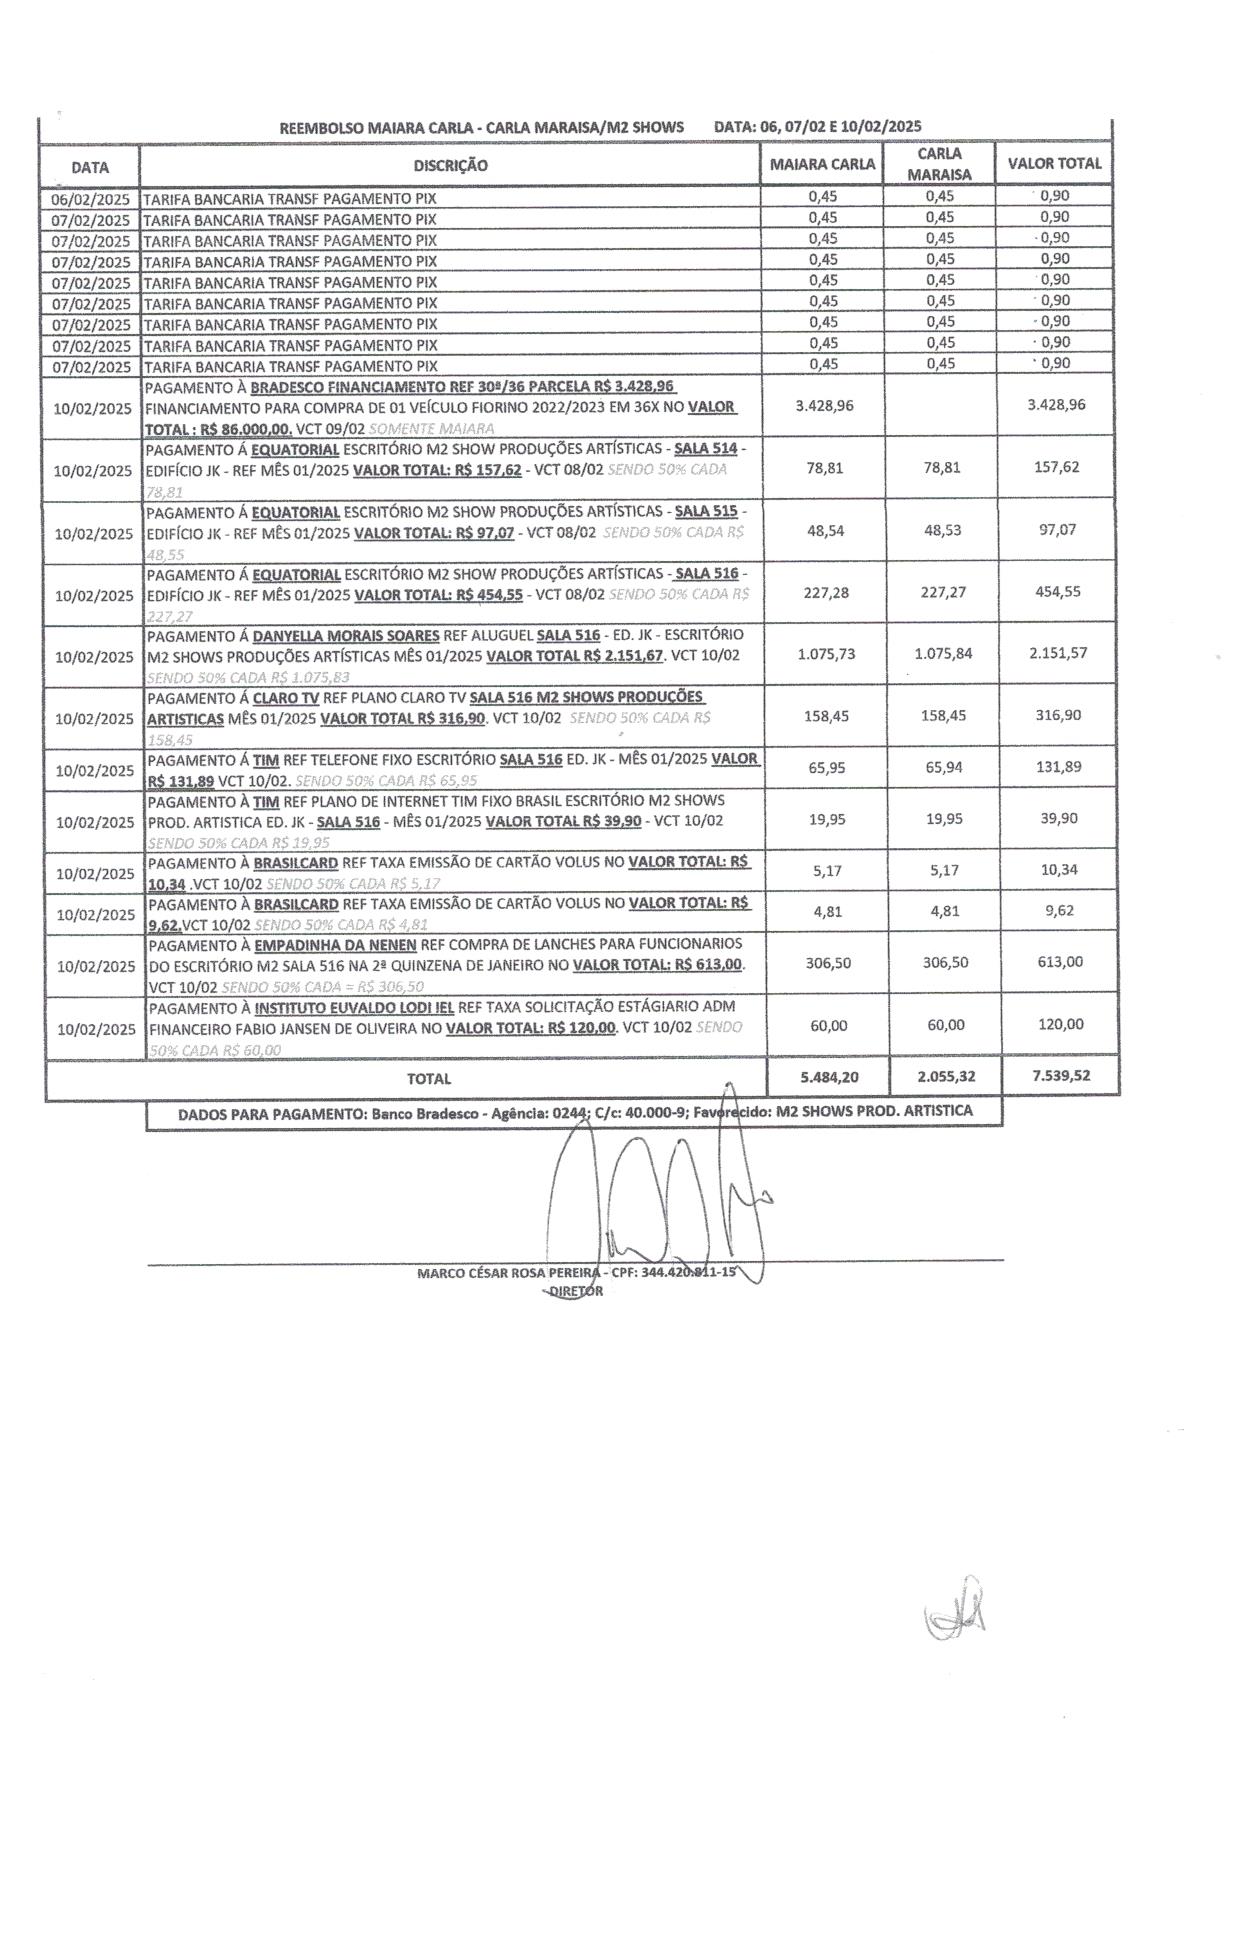 REEMBOLSO MAIARA CARLA - CARLA MARAISA/M2 SHOWS DATA: 06, 07/02 E 10/02/2025
DATA DISCRIÇÃO MAIARA CARLA CARLA MARAISA VALOR TOTAL
06/02/2025 TARIFA BANCARIA TRANSF PAGAMENTO PIX 0,45 0,45 0,90
07/02/2025 TARIFA BANCARIA TRANSF PAGAMENTO PIX 0,45 0,45 0,90
07/02/2025 TARIFA BANCARIA TRANSF PAGAMENTO PIX 0,45 0,45 0,90
07/02/2025 TARIFA BANCARIA TRANSF PAGAMENTO PIX 0,45 0,45 0,90
07/02/2025 TARIFA BANCARIA TRANSF PAGAMENTO PIX 0,45 0,45 0,90
07/02/2025 TARIFA BANCARIA TRANSF PAGAMENTO PIX 0,45 0,45 0,90
07/02/2025 TARIFA BANCARIA TRANSF PAGAMENTO PIX 0,45 0,45 0,90
07/02/2025 TARIFA BANCARIA TRANSF PAGAMENTO PIX 0,45 0,45 0,90
07/02/2025 TARIFA BANCARIA TRANSF PAGAMENTO PIX 0,45 0,45 0,90
PAGAMENTO À BRADESCO FINANCIAMENTO REF 30ª/36 PARCELA R$ 3.428,96
10/02/2025 FINANCIAMENTO PARA COMPRA DE 01 VEÍCULO FIORINO 2022/2023 EM 36X NO VALOR 3.428,96 3.428,96
TOTAL : R$ 86.000,00. VCT 09/02 SOMENTE MAIARA
PAGAMENTO Á EQUATORIAL ESCRITÓRIO M2 SHOW PRODUÇÕES ARTÍSTICAS - SALA 514 -
10/02/2025 EDIFÍCIO JK - REF MÊS 01/2025 VALOR TOTAL: R$ 157,62 - VCT 08/02 SENDO 50% CADA 78,81 78,81 157,62
78,81
PAGAMENTO Á EQUATORIAL ESCRITÓRIO M2 SHOW PRODUÇÕES ARTÍSTICAS - SALA 515 -
10/02/2025 EDIFÍCIO JK - REF MÊS 01/2025 VALOR TOTAL: R$ 97,07 - VCT 08/02 SENDO 50% CADA R$ 48,54 48,53 97,07
48,55
PAGAMENTO Á EQUATORIAL ESCRITÓRIO M2 SHOW PRODUÇÕES ARTÍSTICAS - SALA 516 -
10/02/2025 EDIFÍCIO JK - REF MÊS 01/2025 VALOR TOTAL: R$ 454,55 - VCT 08/02 SENDO 50% CADA R$ 227,28 227,27 454,55
227,27
PAGAMENTO Á DANYELLA MORAIS SOARES REF ALUGUEL SALA 516 - ED. JK - ESCRITÓRIO
10/02/2025 M2 SHOWS PRODUÇÕES ARTÍSTICAS MÊS 01/2025 VALOR TOTAL R$ 2.151,67. VCT 10/02 1.075,73 1.075,84 2.151,57
SENDO 50% CADA R$ 1.075,83
PAGAMENTO Á CLARO TV REF PLANO CLARO TV SALA 516 M2 SHOWS PRODUÇÕES
10/02/2025 ARTISTICAS MÊS 01/2025 VALOR TOTAL R$ 316,90. VCT 10/02 SENDO 50% CADA R$ 158,45 158,45 316,90
158,45
PAGAMENTO Á TIM REF TELEFONE FIXO ESCRITÓRIO SALA 516 ED. JK - MÊS 01/2025 VALOR
10/02/2025 R$ 131,89 VCT 10/02. SENDO 50% CADA R$ 65,95 65,95 65,94 131,89
PAGAMENTO À TIM REF PLANO DE INTERNET TIM FIXO BRASIL ESCRITÓRIO M2 SHOWS
10/02/2025 PROD. ARTISTICA ED. JK - SALA 516 - MÊS 01/2025 VALOR TOTAL R$ 39,90 - VCT 10/02 19,95 19,95 39,90
SENDO 50% CADA R$ 19,95
PAGAMENTO À BRASILCARD REF TAXA EMISSÃO DE CARTÃO VOLUS NO VALOR TOTAL: R$
10/02/2025 10,34 .VCT 10/02 SENDO 50% CADA R$ 5,17 5,17 5,17 10,34
PAGAMENTO À BRASILCARD REF TAXA EMISSÃO DE CARTÃO VOLUS NO VALOR TOTAL: R$
10/02/2025 9,62.VCT 10/02 SENDO 50% CADA R$ 4,81 4,81 4,81 9,62
PAGAMENTO À EMPADINHA DA NENEN REF COMPRA DE LANCHES PARA FUNCIONARIOS
10/02/2025 DO ESCRITÓRIO M2 SALA 516 NA 2ª QUINZENA DE JANEIRO NO VALOR TOTAL: R$ 613,00. 306,50 306,50 613,00
VCT 10/02 SENDO 50% CADA = R$ 306,50
PAGAMENTO À INSTITUTO EUVALDO LODI IEL REF TAXA SOLICITAÇÃO ESTÁGIARIO ADM
10/02/2025 FINANCEIRO FABIO JANSEN DE OLIVEIRA NO VALOR TOTAL: R$ 120,00. VCT 10/02 SENDO 60,00 60,00 120,00
50% CADA R$ 60,00
TOTAL 5.484,20 2.055,32 7.539,52
DADOS PARA PAGAMENTO: Banco Bradesco - Agência: 0244; C/c: 40.000-9; Favorecido: M2 SHOWS PROD. ARTISTICA
MARCO CÉSAR ROSA PEREIRA - CPF: 344.420.811-15
DIRETOR